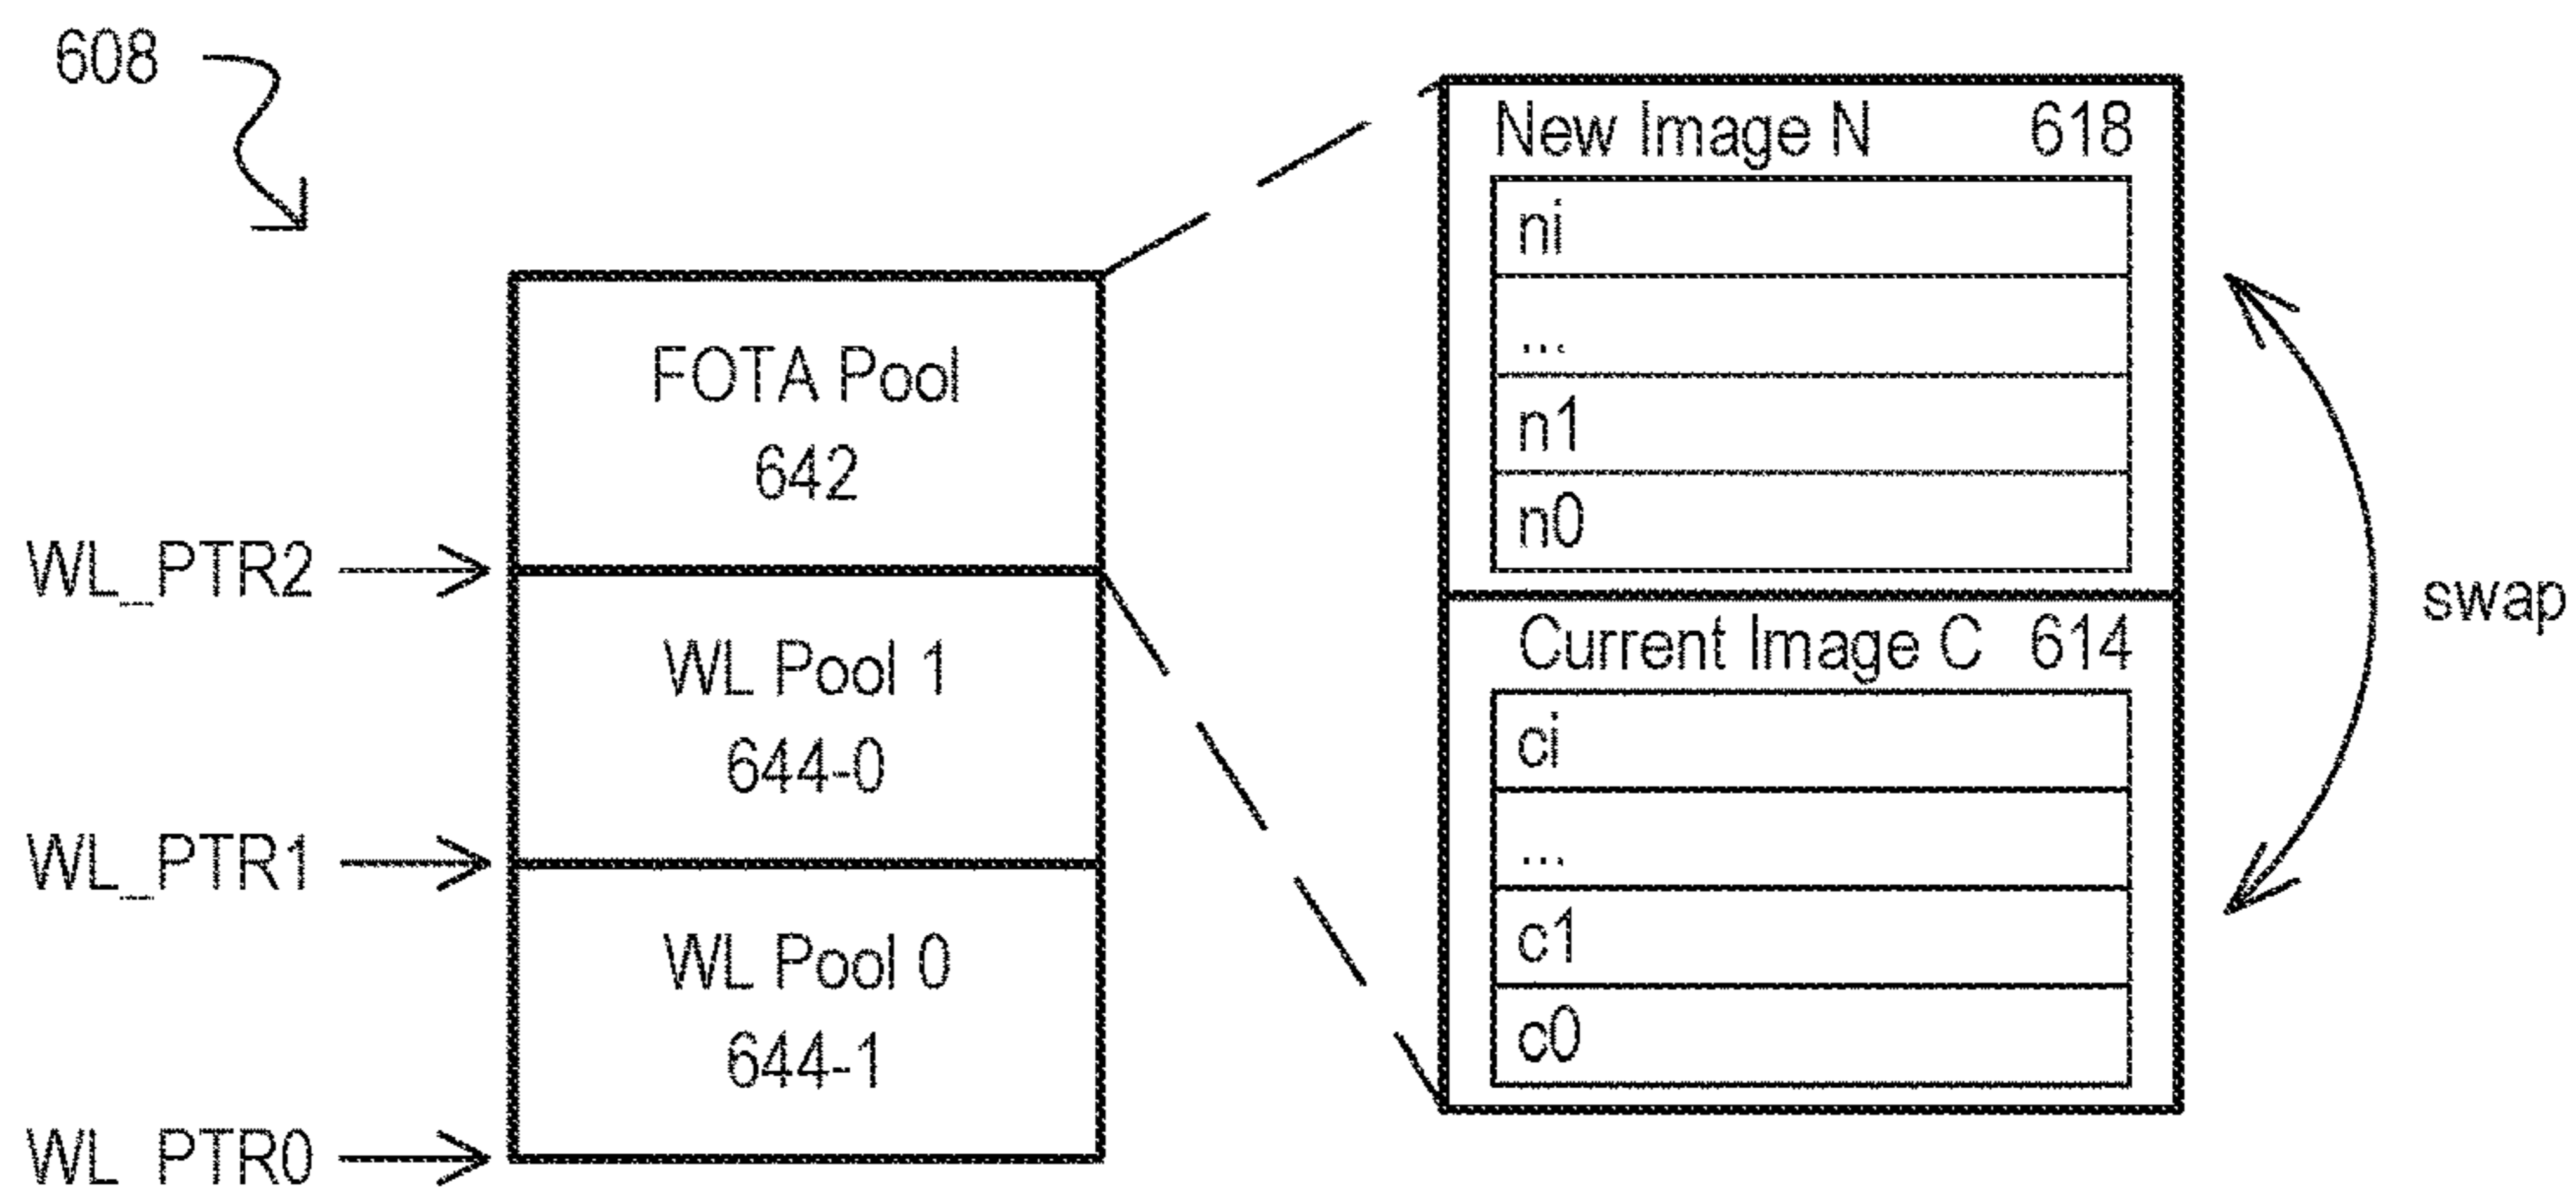 608
FOTA Pool
642
WL_PTR2
WL Pool 1
644-0
WL_PTR1
WL Pool 0
644-1
WL_PTR0
New Image N 618
ni
...
n1
n0
Current Image C 614
ci
...
c1
c0
swap